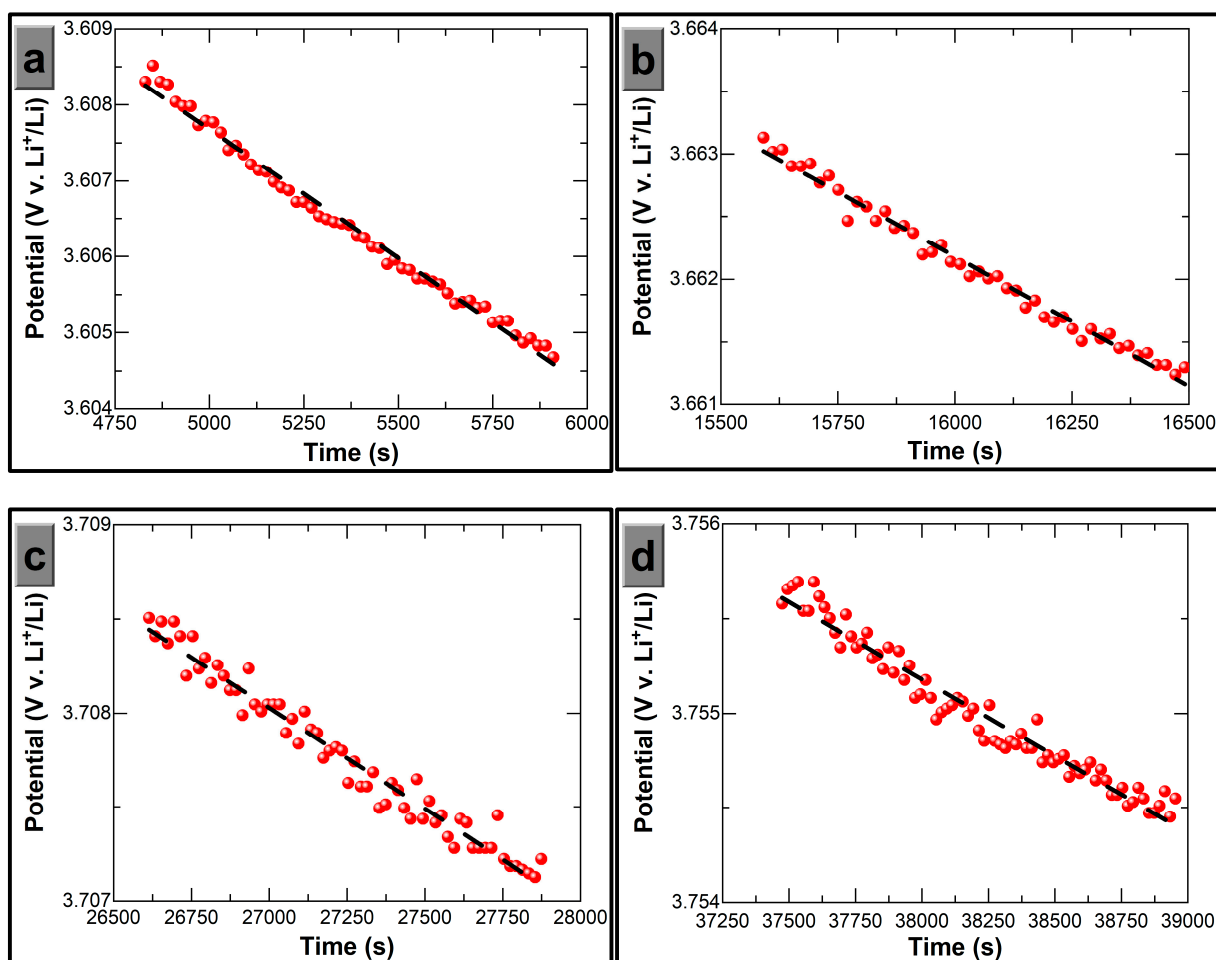 a
3.609
3.608
3.607
3.606
3.605
3.604
Potential (V v. Li⁺/Li)
4750 5000 5250 5500 5750 6000
Time (s)
b
3.664
3.663
3.662
3.661
Potential (V v. Li⁺/Li)
15500 15750 16000 16250 16500
Time (s)
c
3.709
3.708
3.707
Potential (V v. Li⁺/Li)
26500 26750 27000 27250 27500 27750 28000
Time (s)
d
3.756
3.755
3.754
Potential (V v. Li⁺/Li)
37250 37500 37750 38000 38250 38500 38750 39000
Time (s)